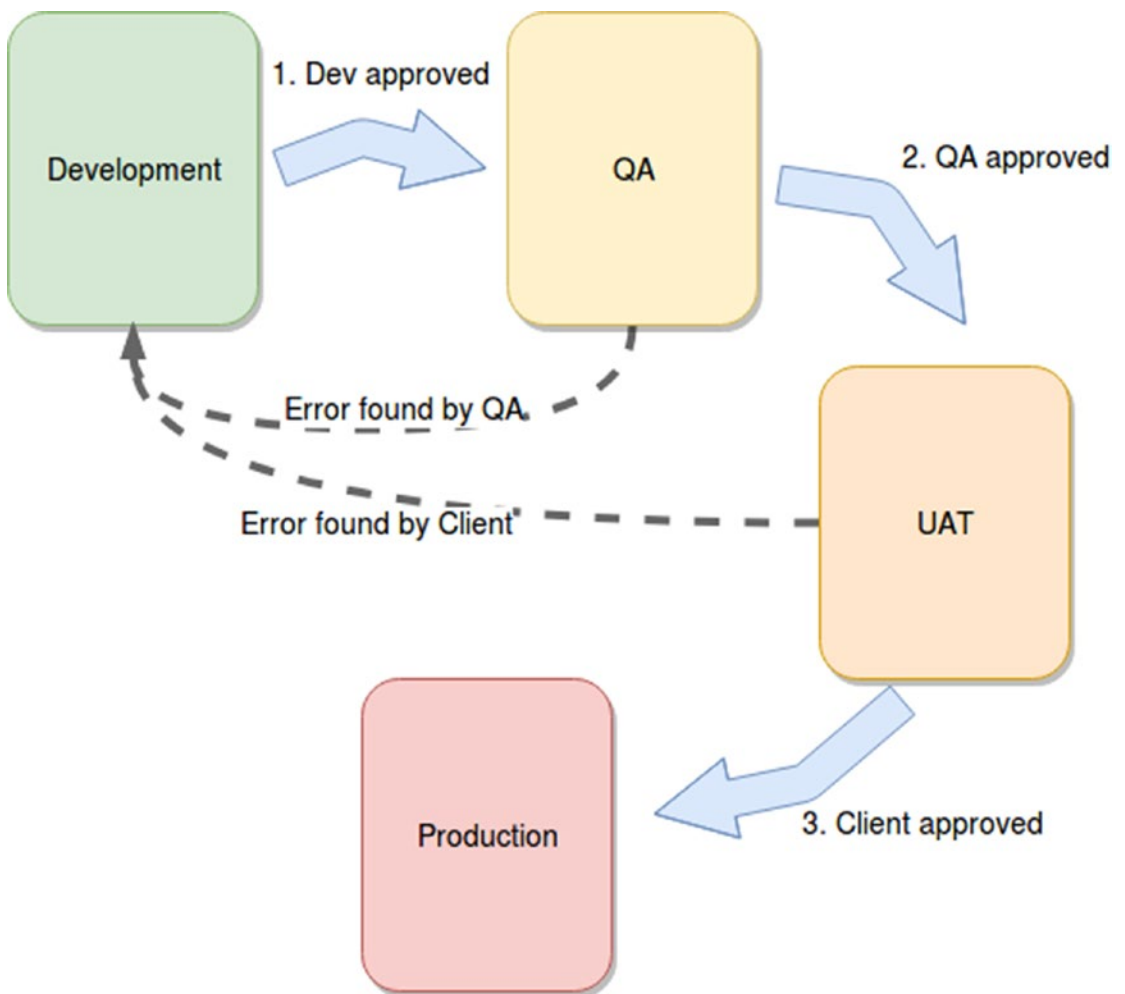 Development
1. Dev approved
QA
2. QA approved
Error found by QA
Error found by Client
UAT
3. Client approved
Production